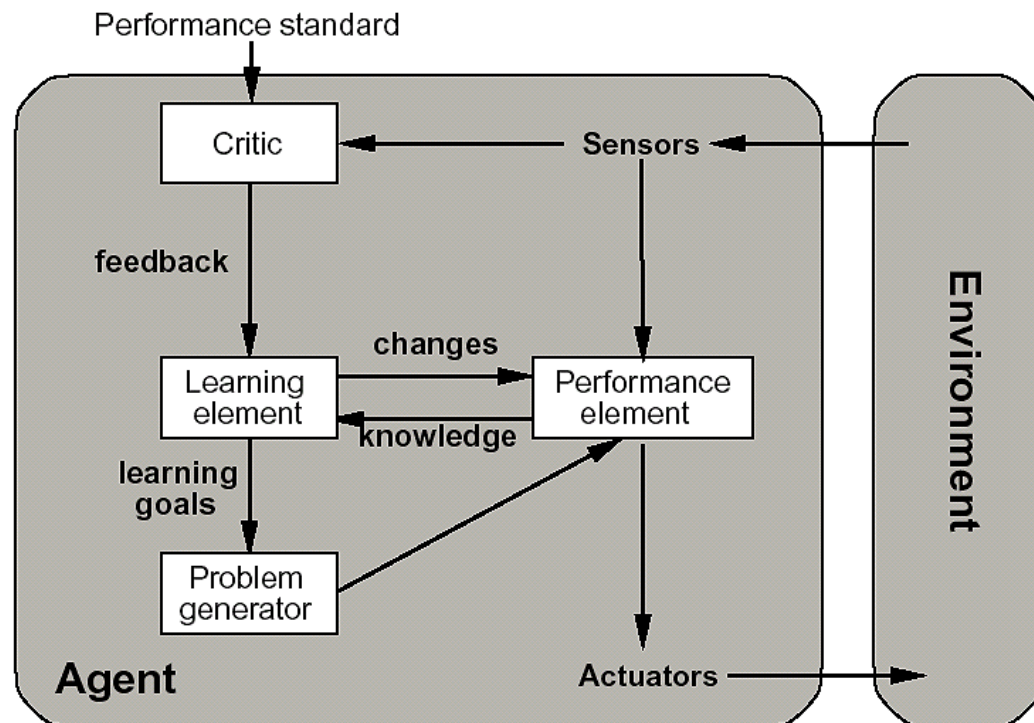 Performance standard
Critic
Sensors
feedback
changes
Learning
element
Performance
element
knowledge
learning
goals
Problem
generator
Agent
Actuators
Environment